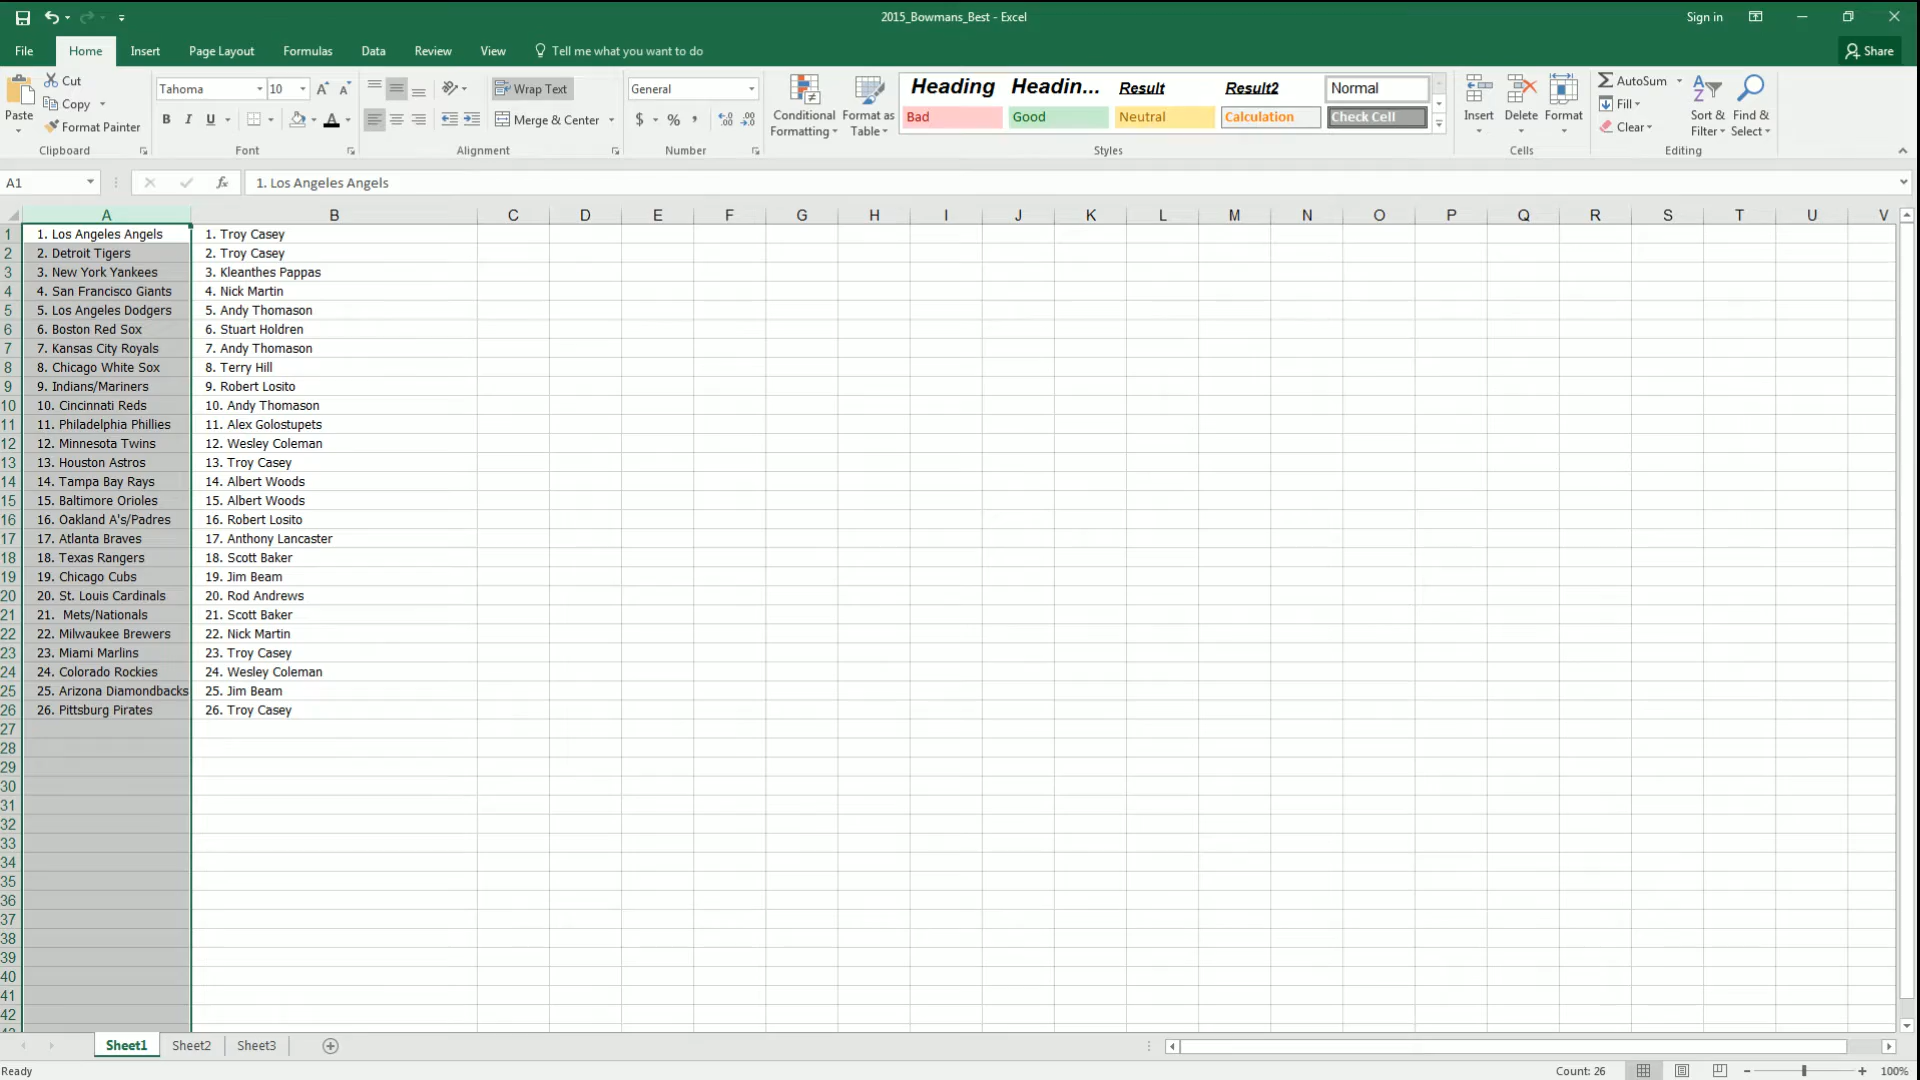 2015_Bowmans_Best - Excel
Sign in
File Home Insert Page Layout Formulas Data Review View Tell me what you want to do Share
Paste
Cut
Copy
Format Painter
Clipboard
Tahoma 10
B I U
Font
Wrap Text
Merge & Center
Alignment
General
$ % ,
Number
Conditional Formatting
Format as Table
Heading Headin... Result Result2 Normal
Bad Good Neutral Calculation Check Cell
Styles
Insert Delete Format
Cells
AutoSum
Fill
Clear
Sort & Filter
Find & Select
Editing
A1 fx 1. Los Angeles Angels
A B C D E F G H I J K L M N O P Q R S T U V
1 1. Los Angeles Angels 1. Troy Casey
2 2. Detroit Tigers 2. Troy Casey
3 3. New York Yankees 3. Kleanthes Pappas
4 4. San Francisco Giants 4. Nick Martin
5 5. Los Angeles Dodgers 5. Andy Thomason
6 6. Boston Red Sox 6. Stuart Holdren
7 7. Kansas City Royals 7. Andy Thomason
8 8. Chicago White Sox 8. Terry Hill
9 9. Indians/Mariners 9. Robert Losito
10 10. Cincinnati Reds 10. Andy Thomason
11 11. Philadelphia Phillies 11. Alex Golostupets
12 12. Minnesota Twins 12. Wesley Coleman
13 13. Houston Astros 13. Troy Casey
14 14. Tampa Bay Rays 14. Albert Woods
15 15. Baltimore Orioles 15. Albert Woods
16 16. Oakland A's/Padres 16. Robert Losito
17 17. Atlanta Braves 17. Anthony Lancaster
18 18. Texas Rangers 18. Scott Baker
19 19. Chicago Cubs 19. Jim Beam
20 20. St. Louis Cardinals 20. Rod Andrews
21 21. Mets/Nationals 21. Scott Baker
22 22. Milwaukee Brewers 22. Nick Martin
23 23. Miami Marlins 23. Troy Casey
24 24. Colorado Rockies 24. Wesley Coleman
25 25. Arizona Diamondbacks 25. Jim Beam
26 26. Pittsburg Pirates 26. Troy Casey
27
28
29
30
31
32
33
34
35
36
37
38
39
40
41
42
Sheet1 Sheet2 Sheet3
Ready Count: 26 100%